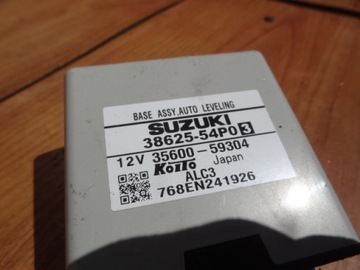 BASE ASSY,AUTO LEVELING
SUZUKI
38625-54P0 3
12V 35600-59304
KOITO Japan
ALC3
768EN241926